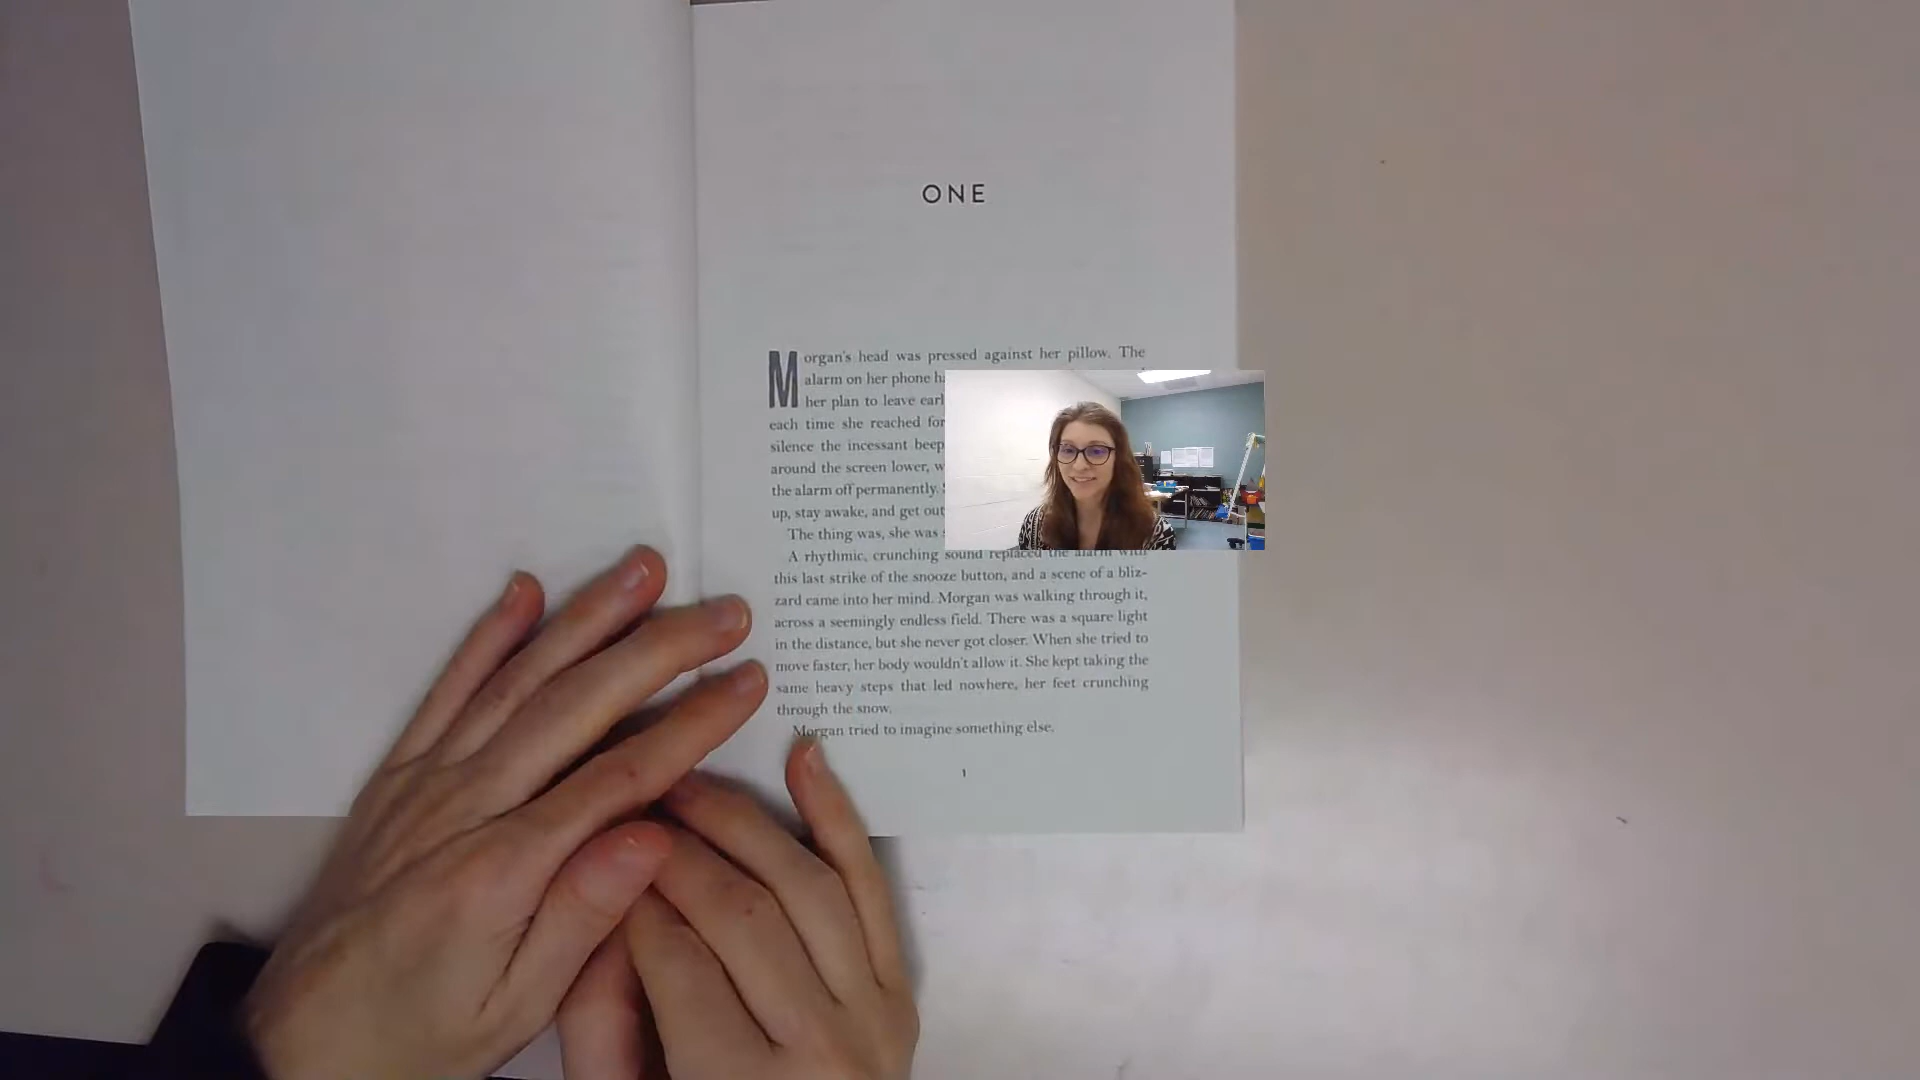 ONE
Morgan's head was pressed against her pillow. The
alarm on her phone
her plan to leave
each time she reached for
silence the incessant
around the screen lower,
the alarm off permanently.
up, stay awake, and get out
The thing was, she was
A rhythmic, crunching sound replaced the alarm with
this last strike of the snooze button, and a scene of a bliz-
zard came into her mind. Morgan was walking through it,
across a seemingly endless field. There was a square light
in the distance, but she never got closer. When she tried to
move faster, her body wouldn't allow it. She kept taking the
same heavy steps that led nowhere, her feet crunching
through the snow.
Morgan tried to imagine something else.
1